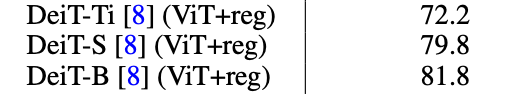 DeiT-Ti [8] (ViT+reg) 72.2
DeiT-S [8] (ViT+reg) 79.8
DeiT-B [8] (ViT+reg) 81.8